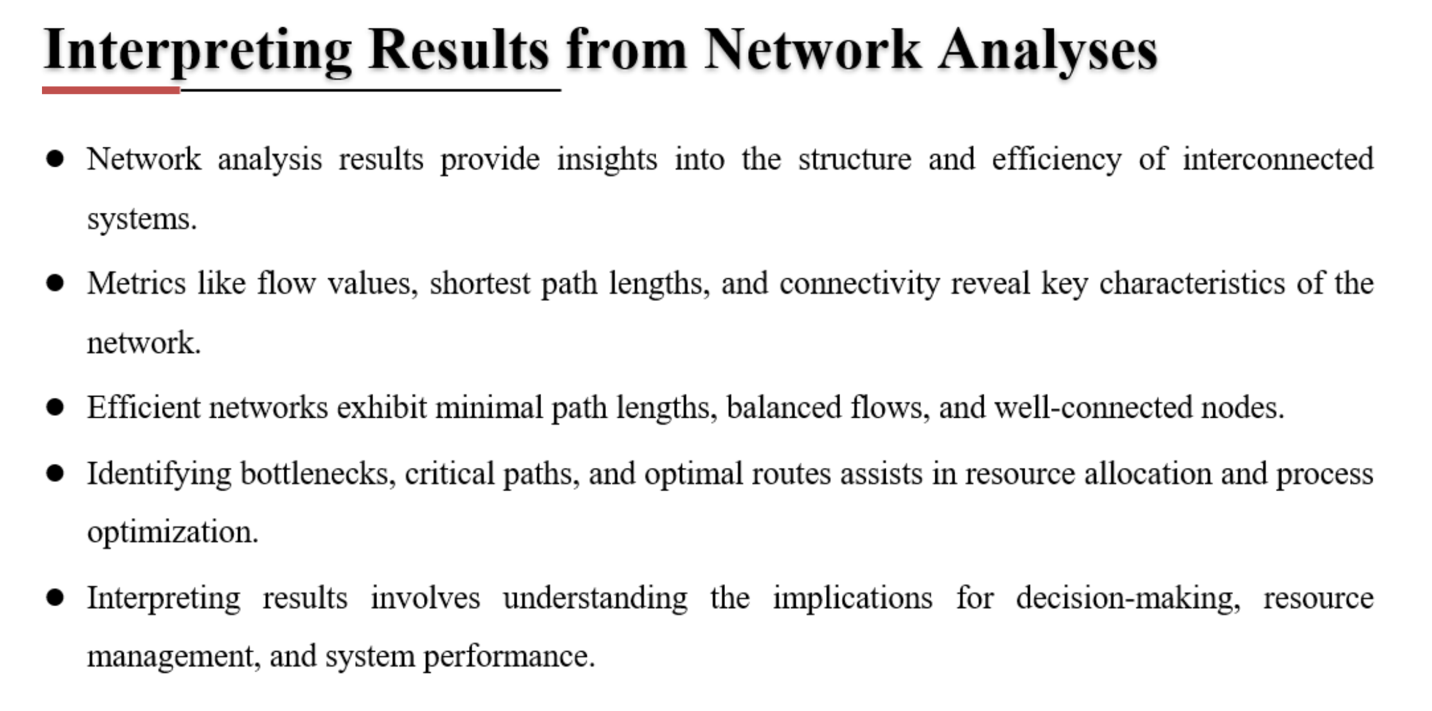 Interpreting Results from Network Analyses
● Network analysis results provide insights into the structure and efficiency of interconnected
systems.
● Metrics like flow values, shortest path lengths, and connectivity reveal key characteristics of the
network.
● Efficient networks exhibit minimal path lengths, balanced flows, and well-connected nodes.
● Identifying bottlenecks, critical paths, and optimal routes assists in resource allocation and process
optimization.
● Interpreting results involves understanding the implications for decision-making, resource
management, and system performance.